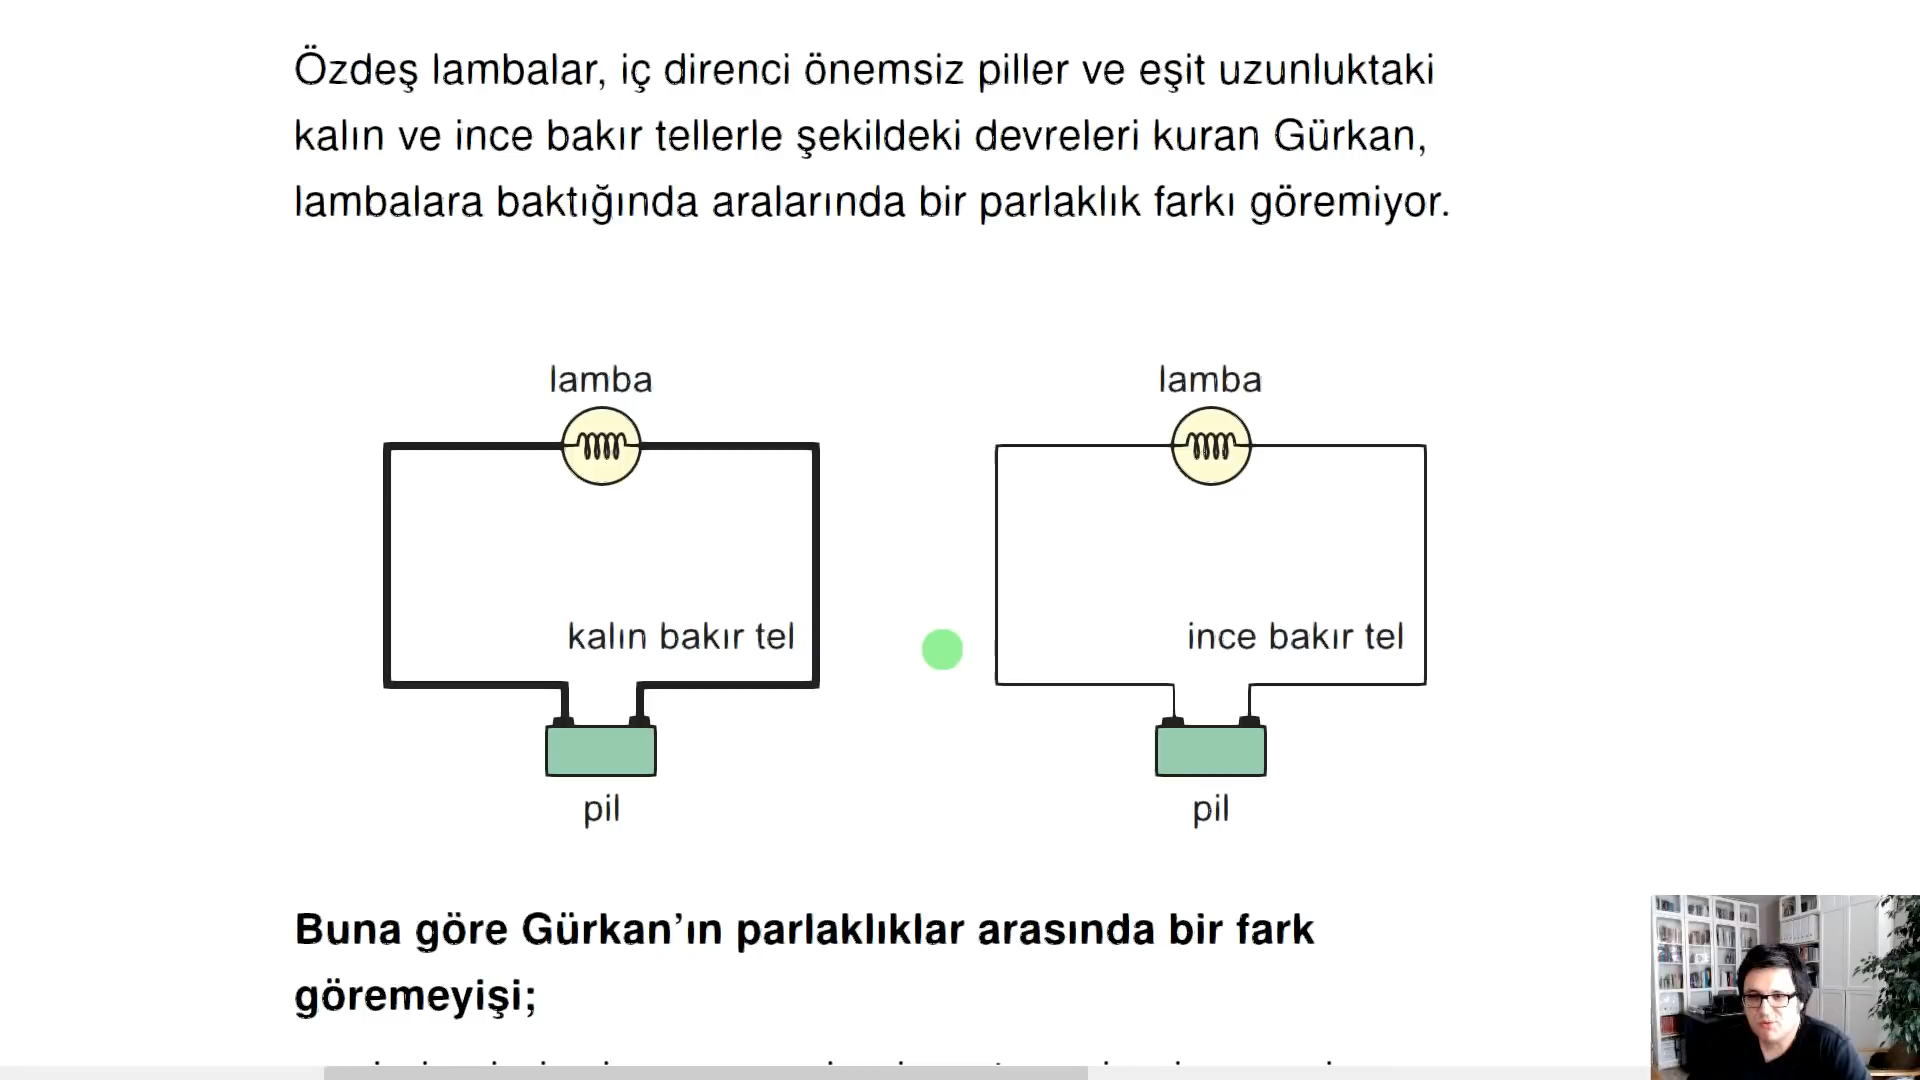 Özdeş lambalar, iç direnci önemsiz piller ve eşit uzunluktaki
kalın ve ince bakır tellerle şekildeki devreleri kuran Gürkan,
lambalara baktığında aralarında bir parlaklık farkı göremiyor.
lamba
lamba
kalın bakır tel
ince bakır tel
pil
pil
Buna göre Gürkan’ın parlaklıklar arasında bir fark
göremeyişi;